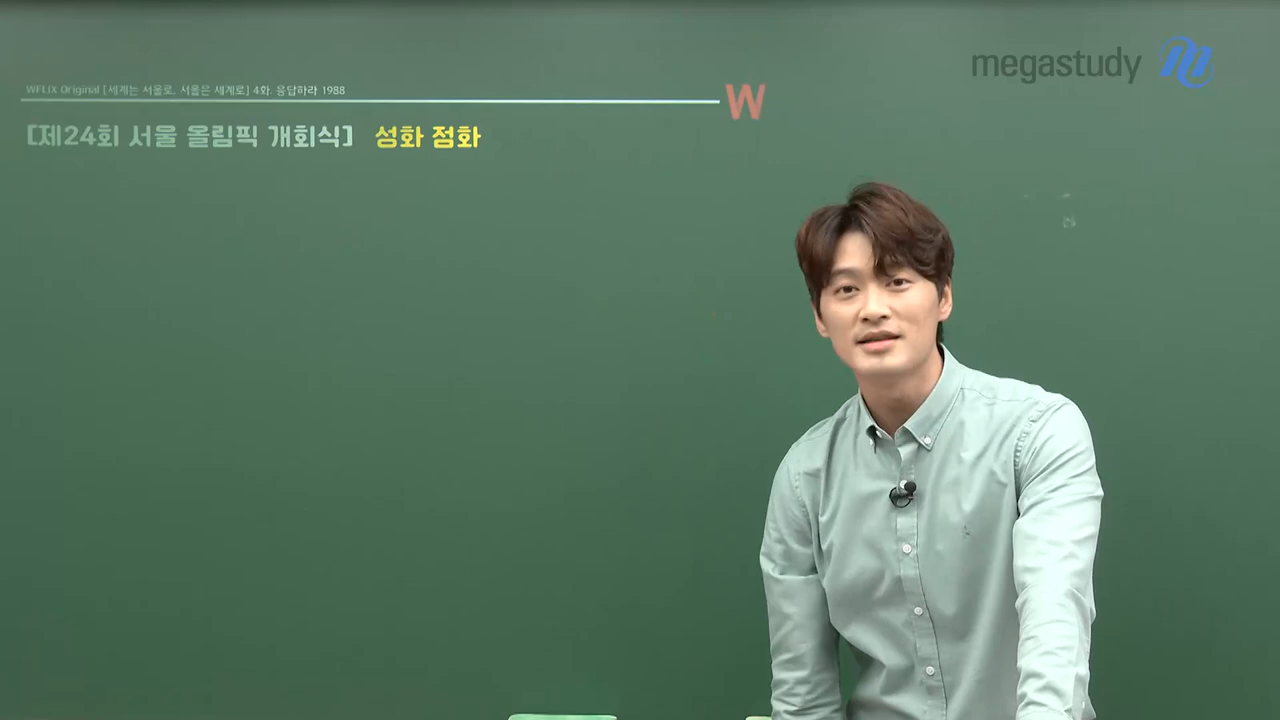 megastudy
WFLIX Original [세계는 서울로, 서울은 세계로] 4화. 응답하라 1988
W
[제24회 서울 올림픽 개회식] 성화 점화